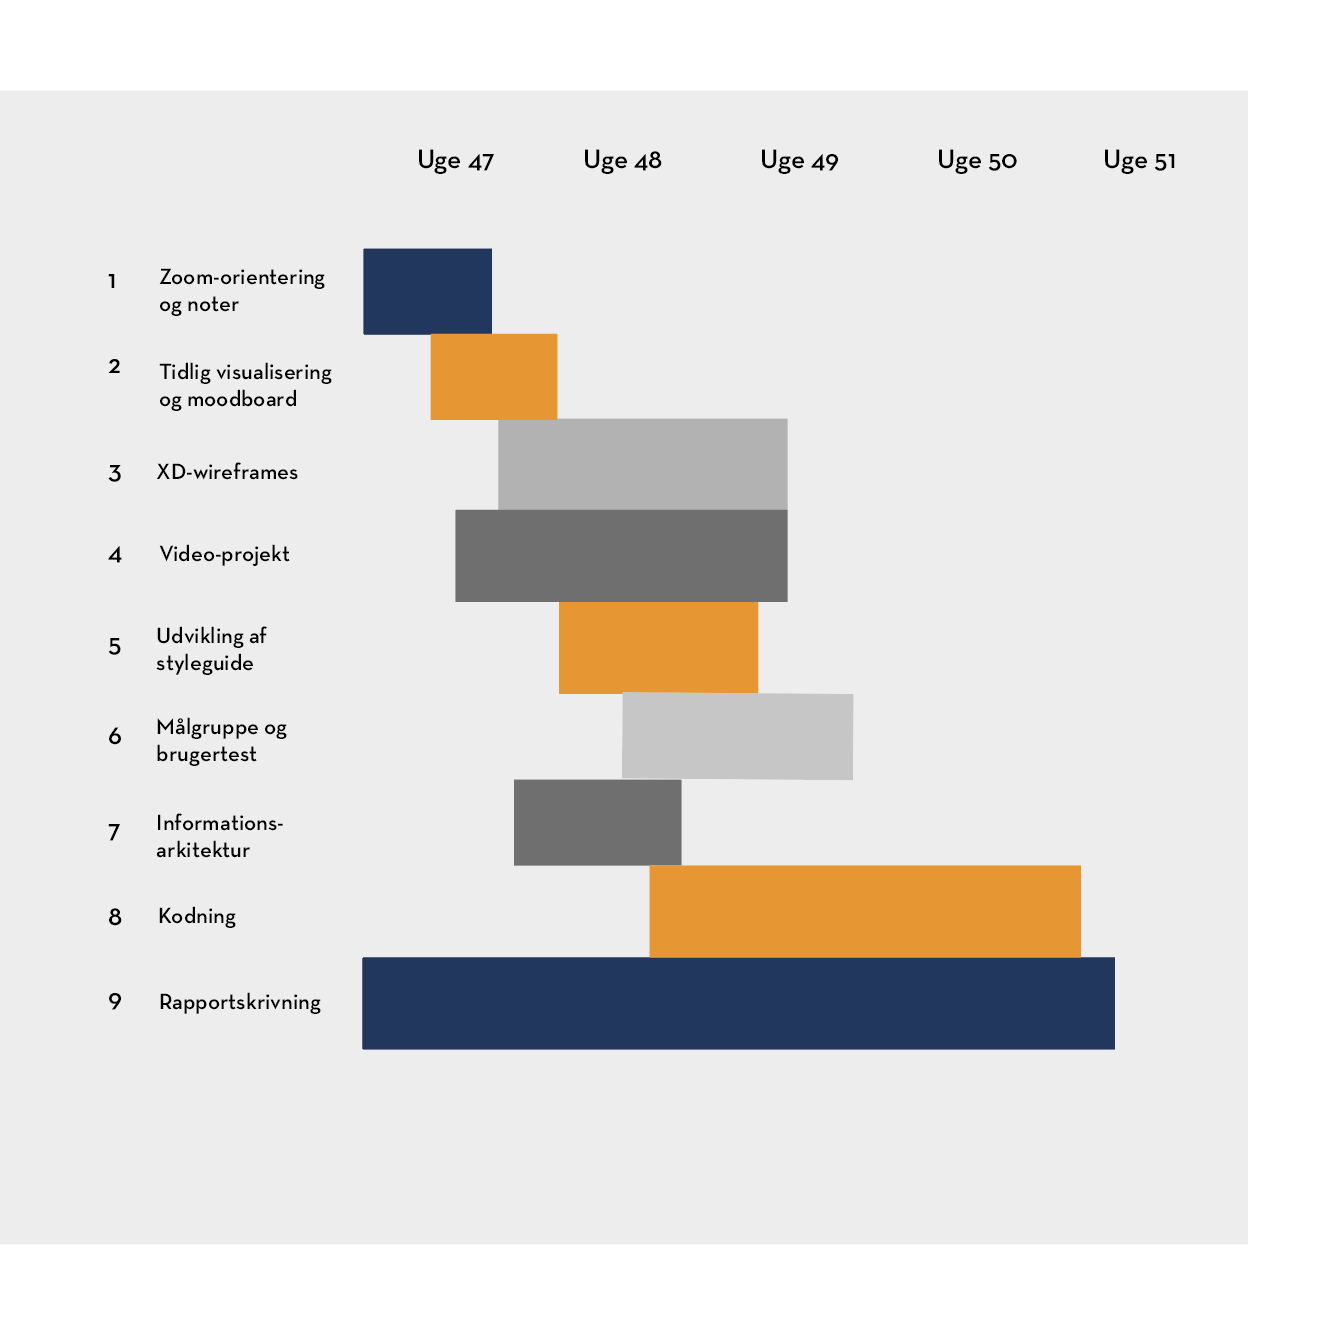 Uge 47 Uge 48 Uge 49 Uge 50 Uge 51
1 Zoom-orientering
og noter
2 Tidlig visualisering
og moodboard
3 XD-wireframes
4 Video-projekt
5 Udvikling af
styleguide
6 Målgruppe og
brugertest
7 Informations-
arkitektur
8 Kodning
9 Rapportskrivning